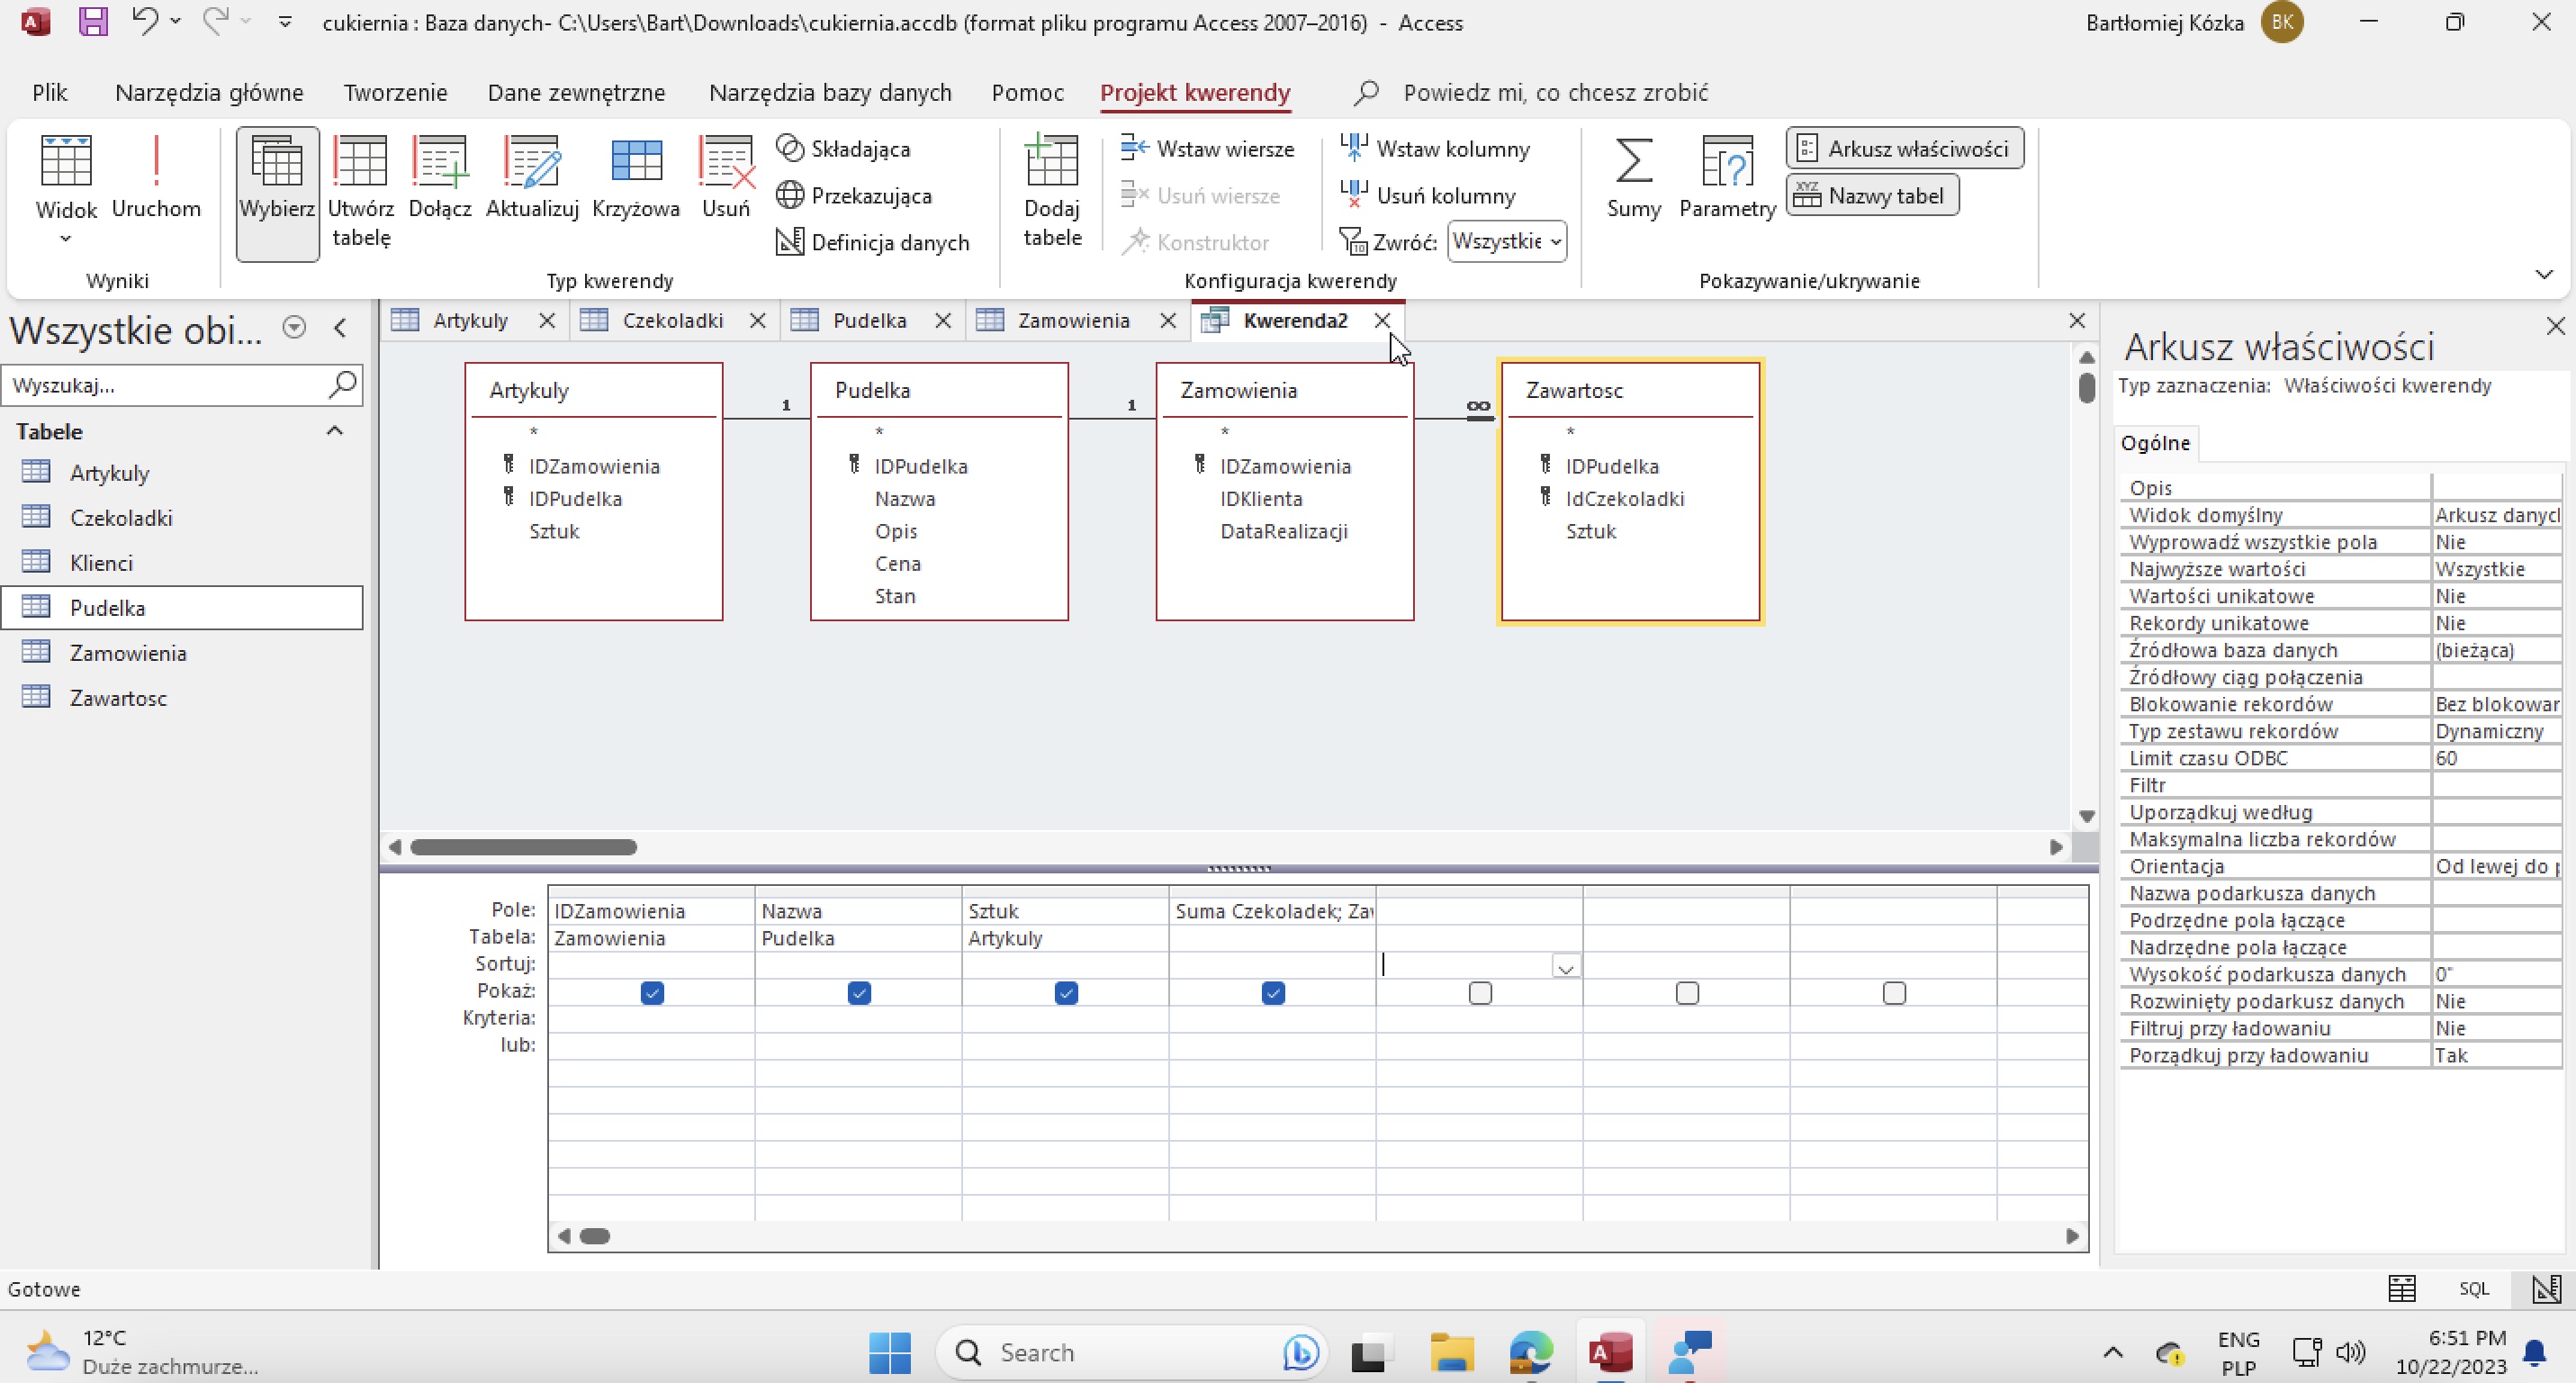 cukiernia : Baza danych- C:\Users\Bart\Downloads\cukiernia.accdb (format pliku programu Access 2007–2016) - Access
Bartłomiej Kózka
BK
Plik Narzędzia główne Tworzenie Dane zewnętrzne Narzędzia bazy danych Pomoc Projekt kwerendy Powiedz mi, co chcesz zrobić
Widok
Uruchom
Wyniki
Wybierz
Utwórz tabelę
Dołącz
Aktualizuj
Krzyżowa
Usuń
Składająca
Przekazująca
Definicja danych
Typ kwerendy
Dodaj tabele
Wstaw wiersze
Usuń wiersze
Konstruktor
Wstaw kolumny
Usuń kolumny
Zwróć: Wszystkie
Konfiguracja kwerendy
Sumy
Parametry
Arkusz właściwości
Nazwy tabel
Pokazywanie/ukrywanie
Wszystkie obi...
Wyszukaj...
Tabele
Artykuly
Czekoladki
Klienci
Pudelka
Zamowienia
Zawartosc
Artykuly Czekoladki Pudelka Zamowienia Kwerenda2
Artykuly
*
IDZamowienia
IDPudelka
Sztuk
1
Pudelka
*
IDPudelka
Nazwa
Opis
Cena
Stan
1
Zamowienia
*
IDZamowienia
IDKlienta
DataRealizacji
∞
Zawartosc
*
IDPudelka
IdCzekoladki
Sztuk
Pole: IDZamowienia Nazwa Sztuk Suma Czekoladek; Zaw
Tabela: Zamowienia Pudelka Artykuly
Sortuj:
Pokaż:
Kryteria:
lub:
Arkusz właściwości
Typ zaznaczenia: Właściwości kwerendy
Ogólne
Opis
Widok domyślny Arkusz danych
Wyprowadź wszystkie pola Nie
Najwyższe wartości Wszystkie
Wartości unikatowe Nie
Rekordy unikatowe Nie
Źródłowa baza danych (bieżąca)
Źródłowy ciąg połączenia
Blokowanie rekordów Bez blokowar
Typ zestawu rekordów Dynamiczny
Limit czasu ODBC 60
Filtr
Uporządkuj według
Maksymalna liczba rekordów
Orientacja Od lewej do p
Nazwa podarkusza danych
Podrzędne pola łączące
Nadrzędne pola łączące
Wysokość podarkusza danych 0"
Rozwinięty podarkusz danych Nie
Filtruj przy ładowaniu Nie
Porządkuj przy ładowaniu Tak
Gotowe
SQL
12°C
Duże zachmurze...
Search
ENG
PLP
6:51 PM
10/22/2023